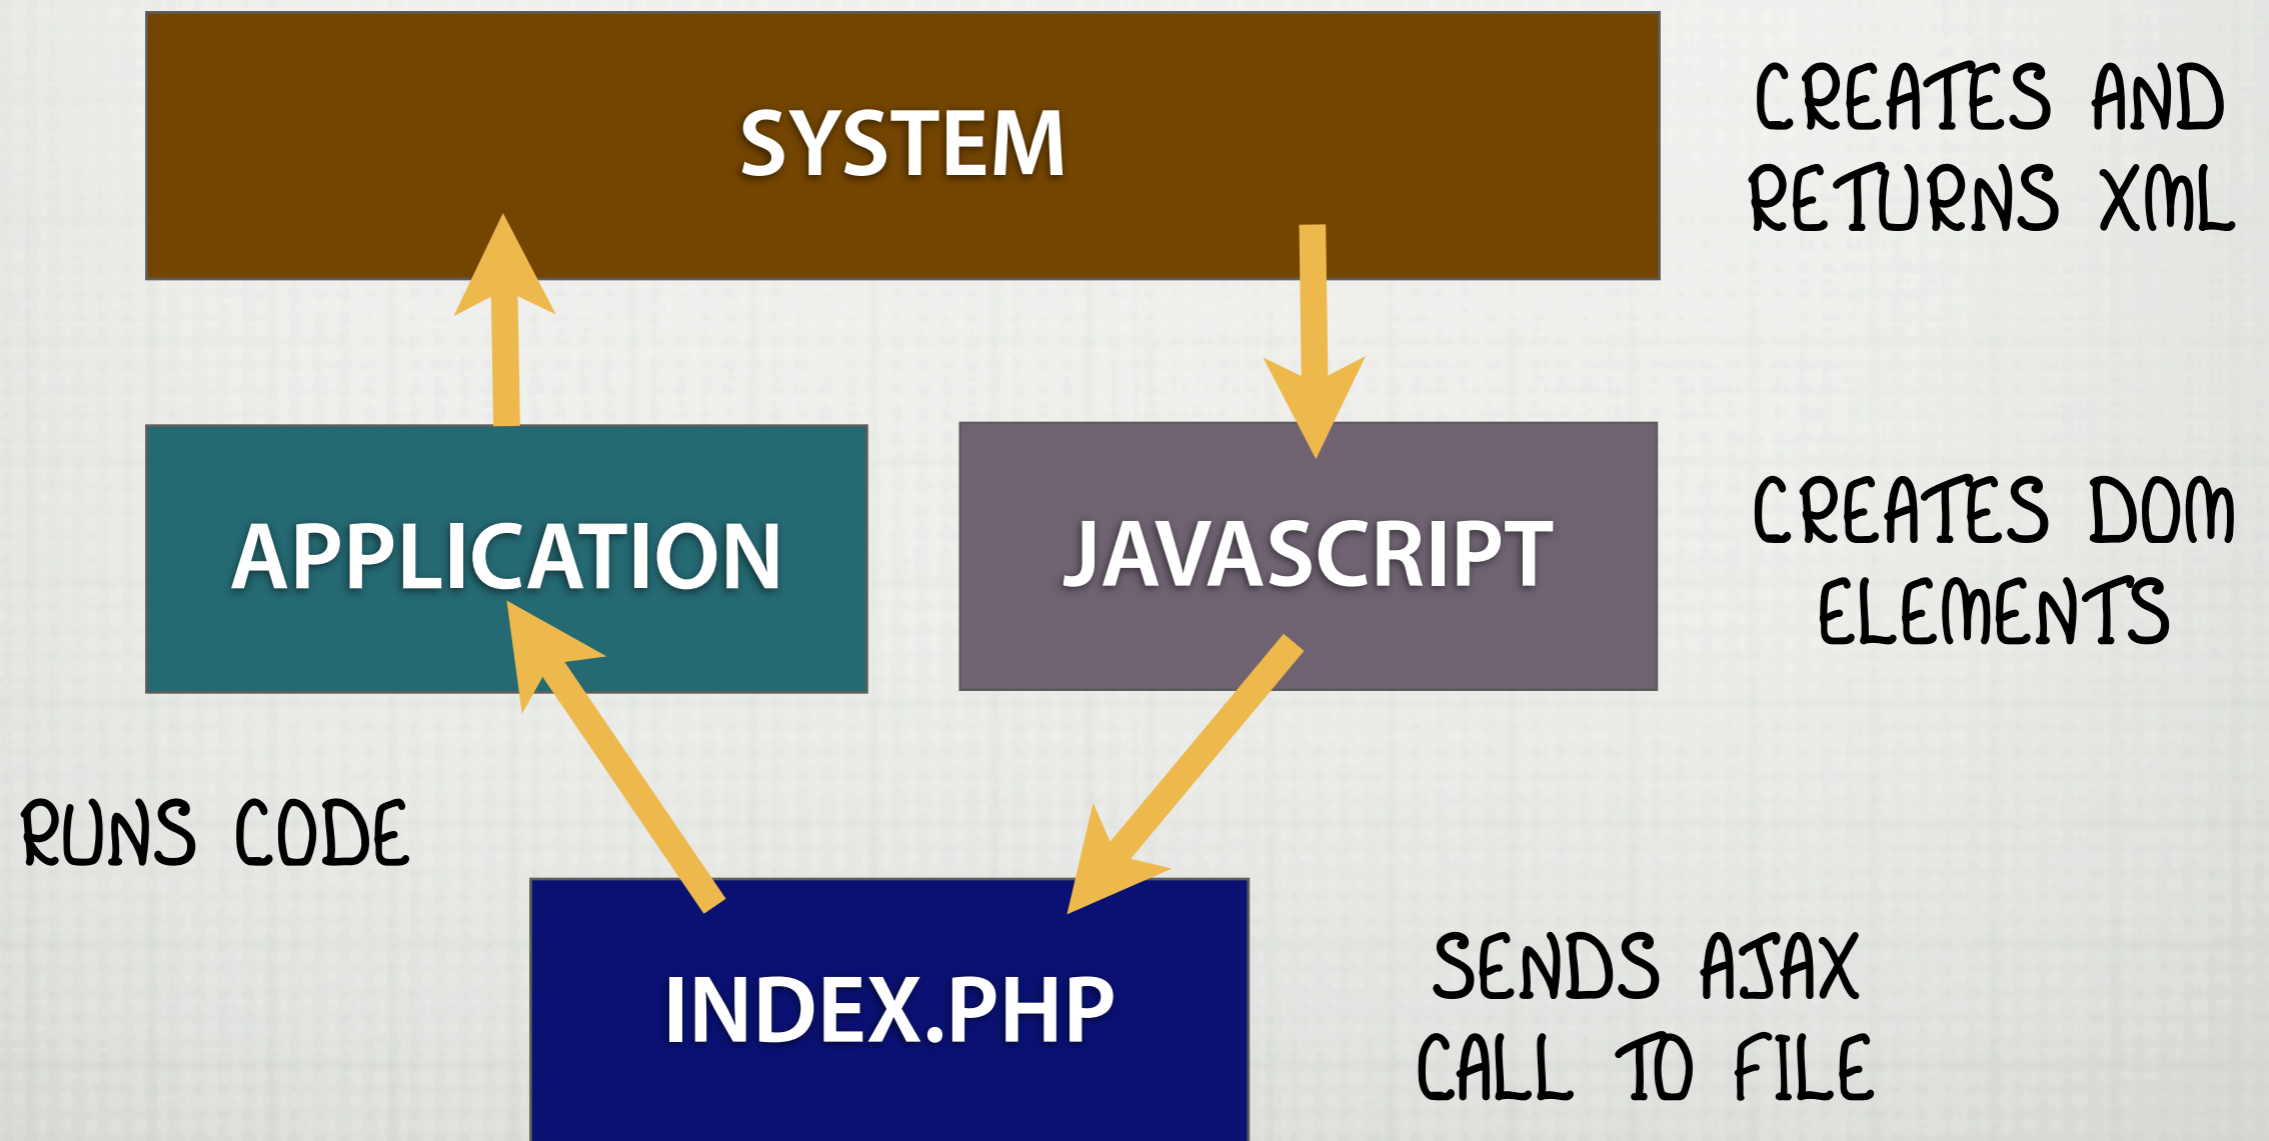 SYSTEM
CREATES AND
RETURNS XML
APPLICATION
JAVASCRIPT
CREATES DOM
ELEMENTS
RUNS CODE
INDEX.PHP
SENDS AJAX
CALL TO FILE